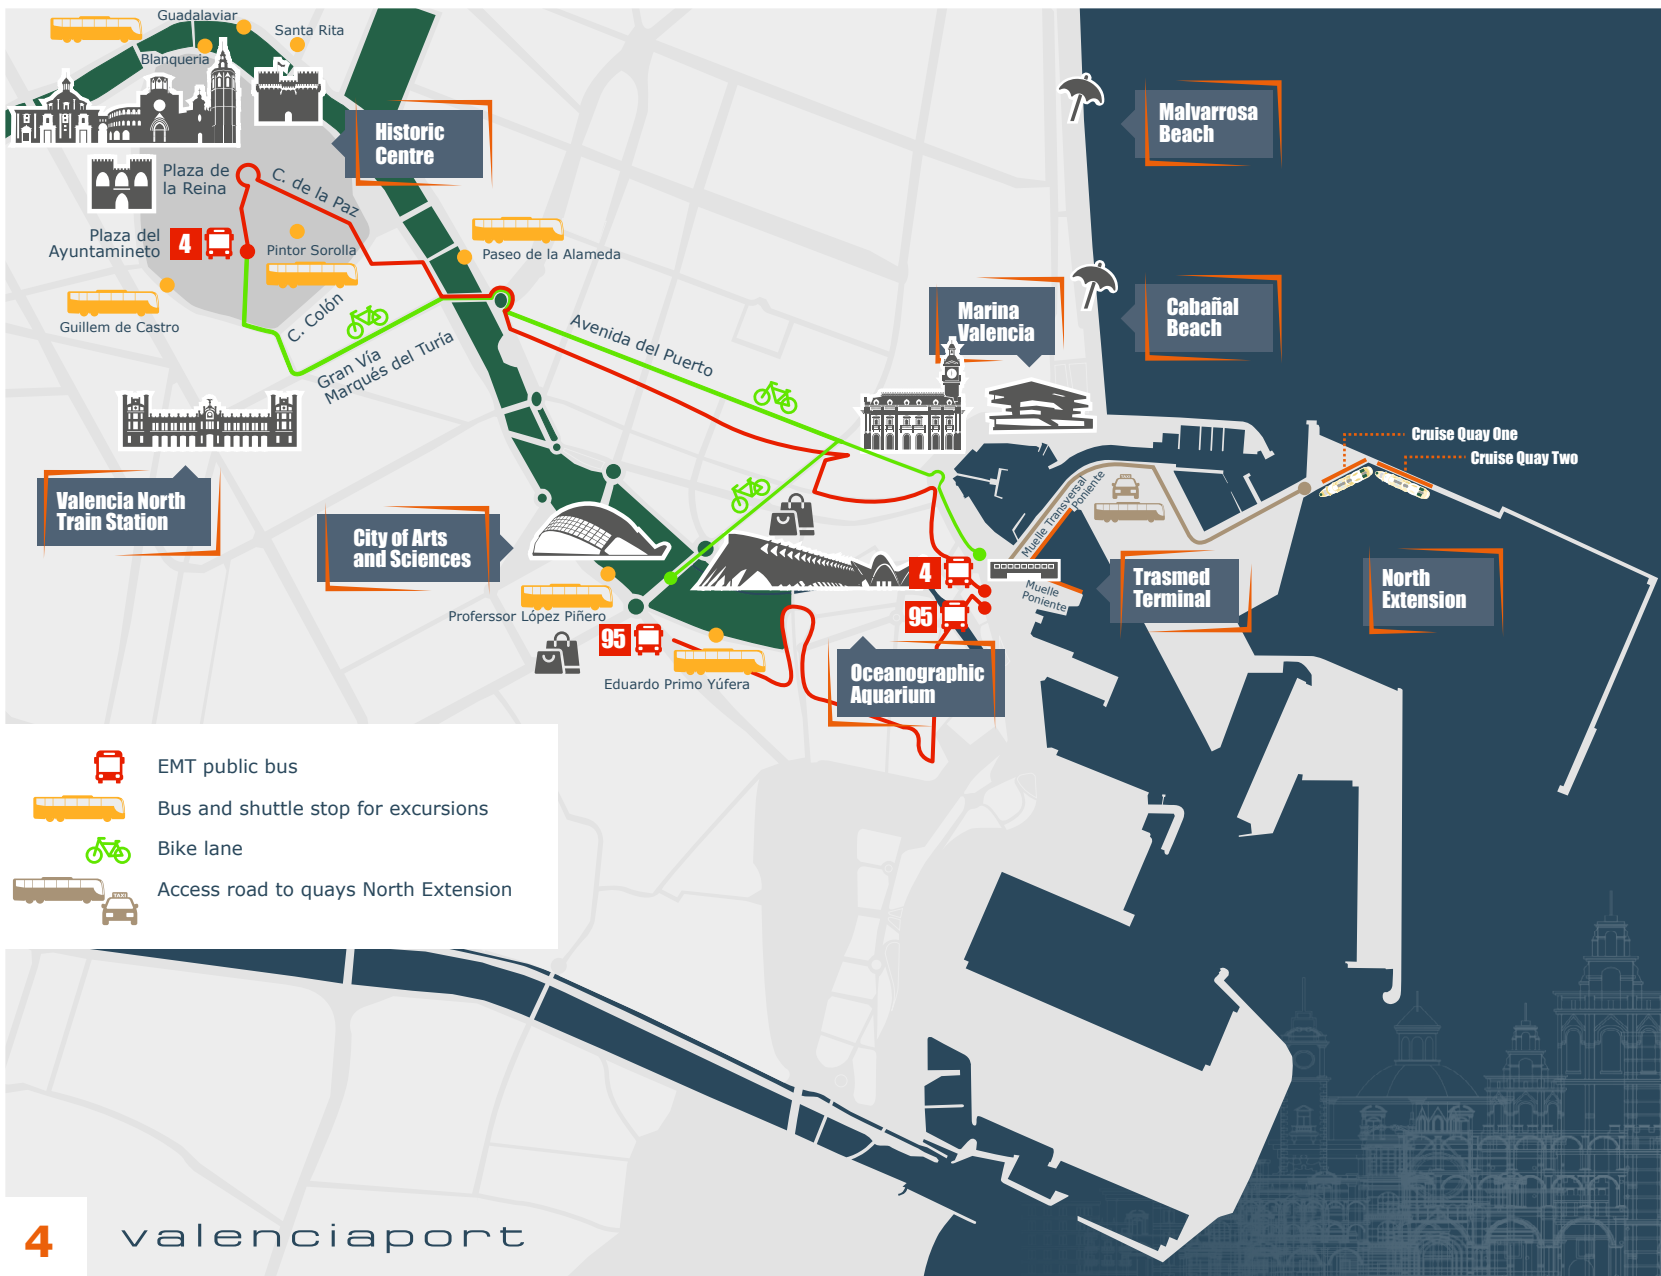 Guadalaviar
Santa Rita
Blanqueria
Historic
Centre
Malvarrosa
Beach
Plaza de
la Reina
C. de la Paz
Plaza del
Ayuntamineto
4
Pintor Sorolla
Paseo de la Alameda
Guillem de Castro
C. Colón
Gran Vía
Marqués del Turía
Avenida del Puerto
Marina
Valencia
Cabañal
Beach
Cruise Quay One
Cruise Quay Two
Valencia North
Train Station
City of Arts
and Sciences
Muelle Transversal
Poniente
4
Muelle
Poniente
95
Trasmed
Terminal
North
Extension
Proferssor López Piñero
95
Eduardo Primo Yúfera
Oceanographic
Aquarium
EMT public bus
Bus and shuttle stop for excursions
Bike lane
Access road to quays North Extension
TAXI
4
valenciaport